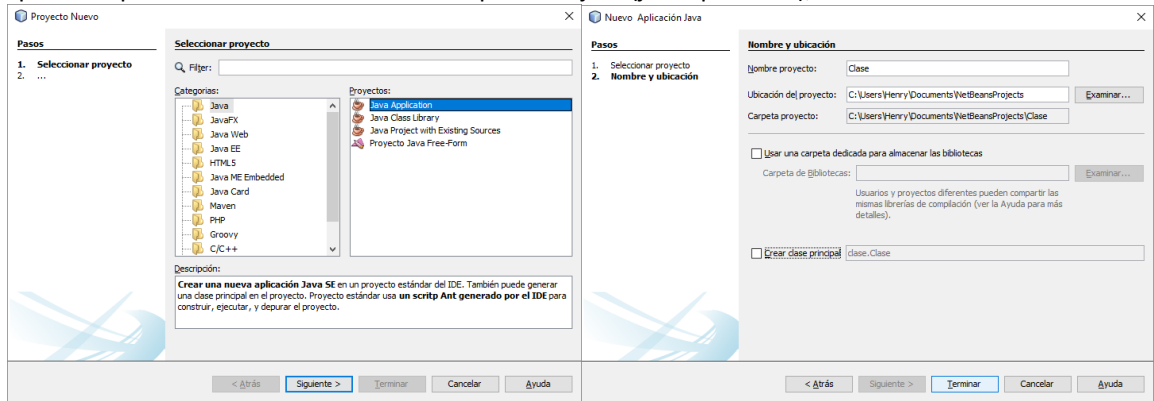 Proyecto Nuevo
Pasos
1. Seleccionar proyecto
2. ...
Seleccionar proyecto
Filter:
Categorías:
Java
JavaFX
Java Web
Java EE
HTML5
Java ME Embedded
Java Card
Maven
PHP
Groovy
C/C++
Proyectos:
Java Application
Java Class Library
Java Project with Existing Sources
Proyecto Java Free-Form
Descripción:
Crear una nueva aplicación Java SE en un proyecto estándar del IDE. También puede generar
una clase principal en el proyecto. Proyecto estándar usa un scritp Ant generado por el IDE para
construir, ejecutar, y depurar el proyecto.
< Atrás
Siguiente >
Terminar
Cancelar
Ayuda
Nuevo Aplicación Java
Pasos
1. Seleccionar proyecto
2. Nombre y ubicación
Nombre y ubicación
Nombre proyecto: Clase
Ubicación del proyecto: C:\Users\Henry\Documents\NetBeansProjects Examinar...
Carpeta proyecto: C:\Users\Henry\Documents\NetBeansProjects\Clase
Usar una carpeta dedicada para almacenar las bibliotecas
Carpeta de Bibliotecas: Examinar...
Usuarios y proyectos diferentes pueden compartir las
mismas librerías de compilación (ver la Ayuda para más
detalles).
Crear clase principal clase.Clase
< Atrás
Siguiente >
Terminar
Cancelar
Ayuda